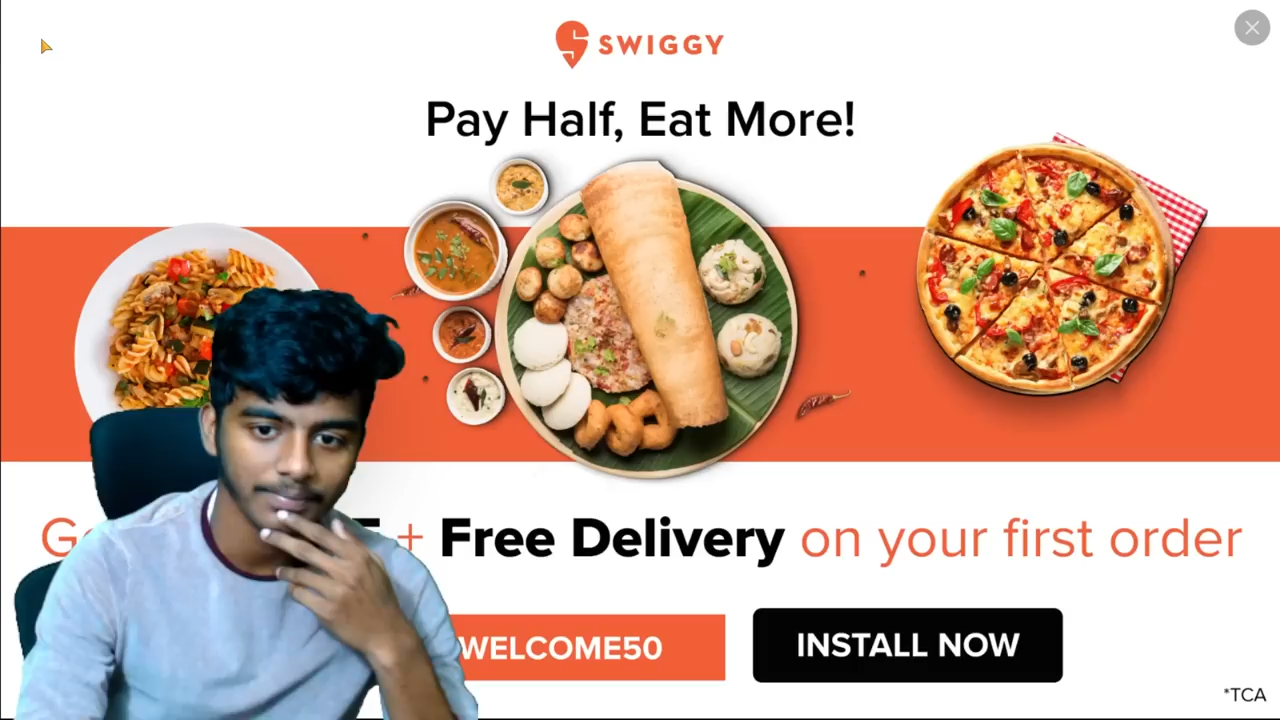 SWIGGY
Pay Half, Eat More!
+ Free Delivery on your first order
WELCOME50
INSTALL NOW
*TCA